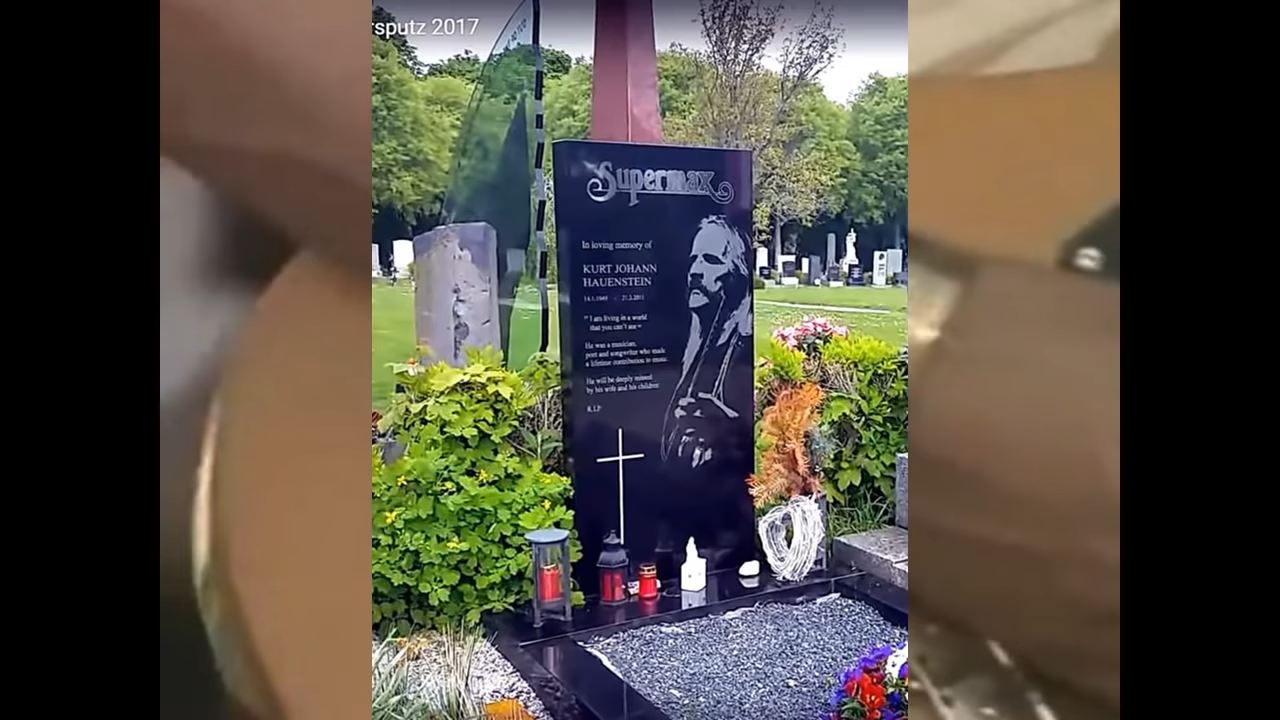 rsputz 2017
Supermax
In loving memory of
KURT JOHANN
HAUENSTEIN
14.1.1949 - 21.3.2011
"I am living in a world
that you can't see"
He was a musician,
poet and songwriter who made
a lifetime contribution to music.
He will be deeply missed
by his wife and his children
R.I.P